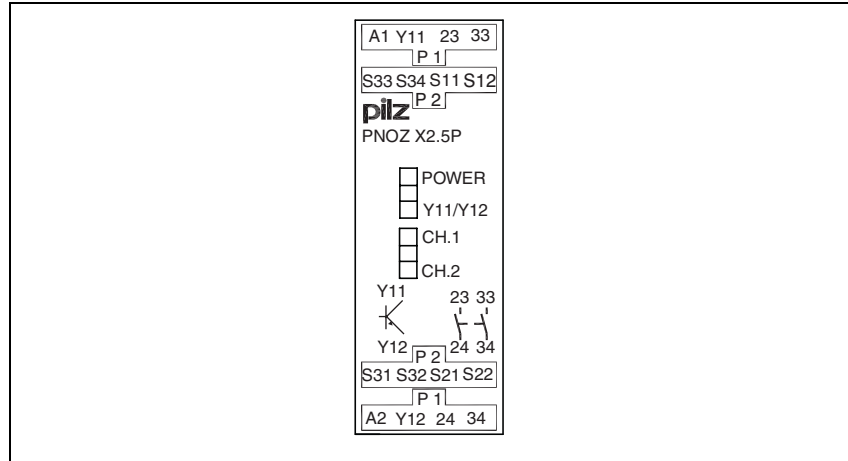 A1 Y11 23 33
P 1
S33 S34 S11 S12
P 2
pilz
PNOZ X2.5P
POWER
Y11/Y12
CH.1
CH.2
Y11 23 33
Y12 24 34
P 2
S31 S32 S21 S22
P 1
A2 Y12 24 34